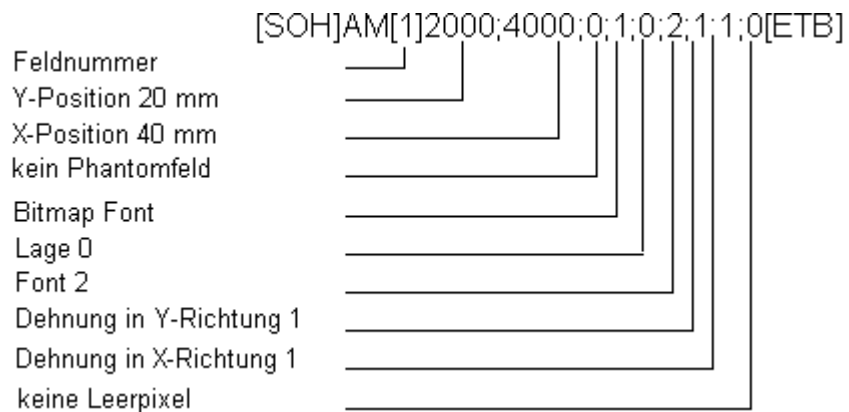 [SOH]AM[1]2000;4000;0;1;0;2;1;1;0[ETB]
Feldnummer
Y-Position 20 mm
X-Position 40 mm
kein Phantomfeld
Bitmap Font
Lage 0
Font 2
Dehnung in Y-Richtung 1
Dehnung in X-Richtung 1
keine Leerpixel